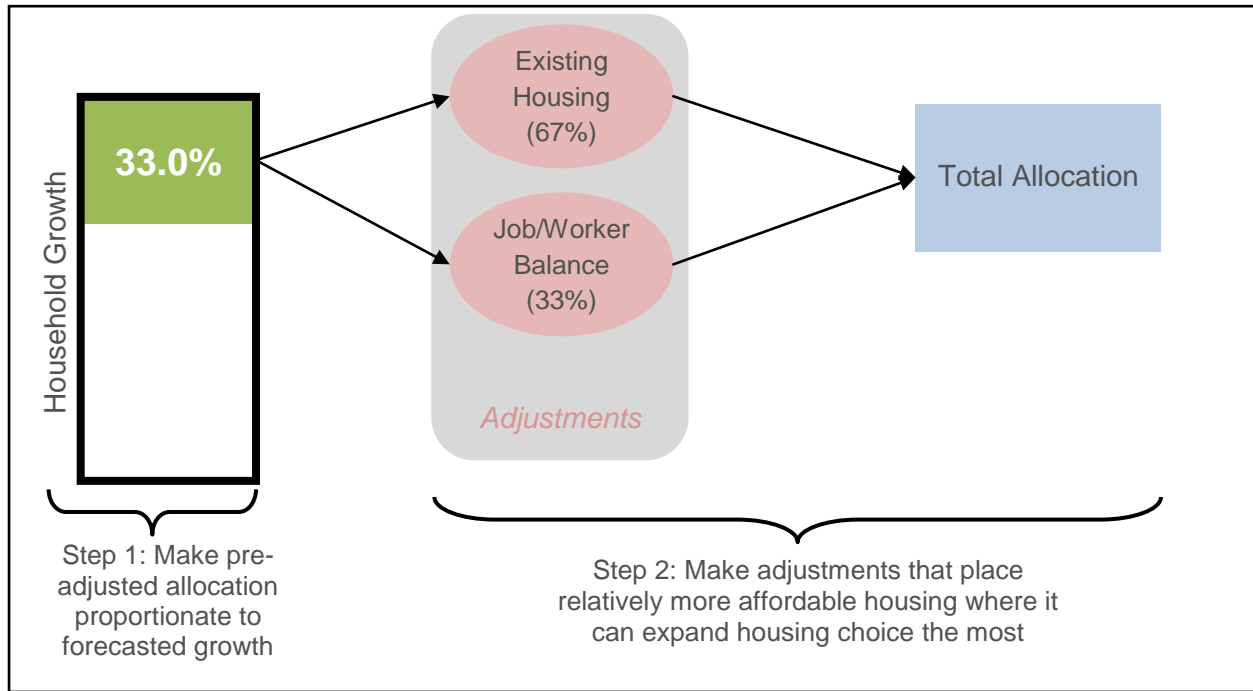 Household Growth
33.0%
Existing
Housing
(67%)
Job/Worker
Balance
(33%)
Adjustments
Total Allocation
Step 1: Make pre-
adjusted allocation
proportionate to
forecasted growth
Step 2: Make adjustments that place
relatively more affordable housing where it
can expand housing choice the most